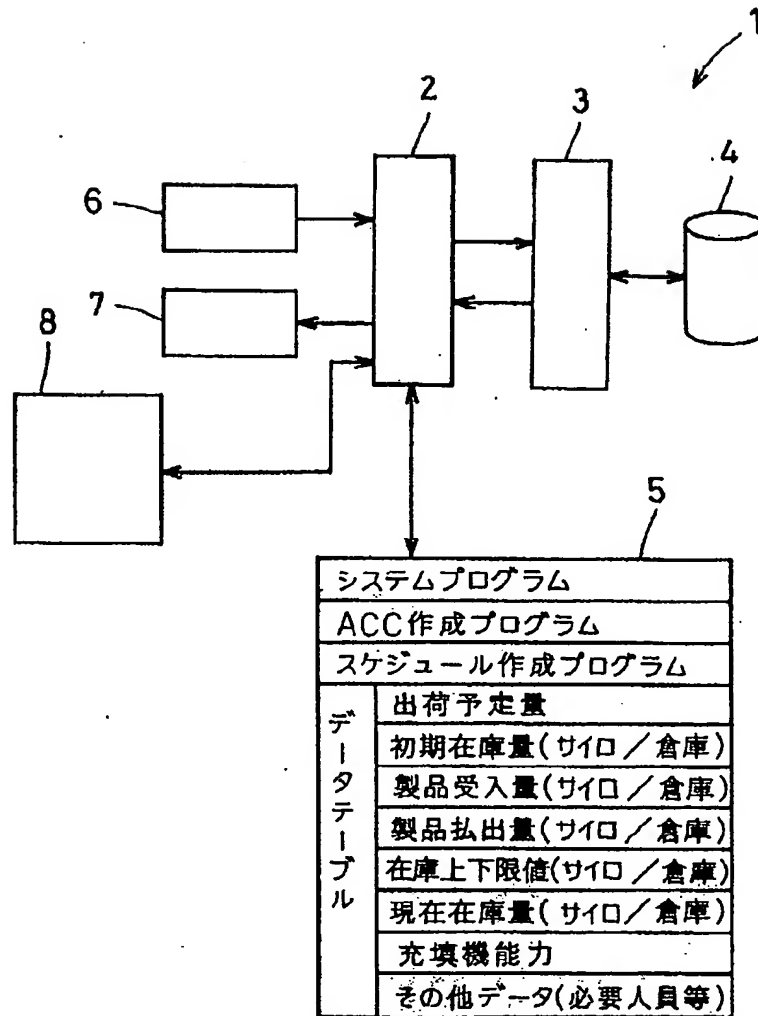 1
2
3
4
6
7
8
5
システムプログラム
ACC作成プログラム
スケジュール作成プログラム
データテーブル
出荷予定量
初期在庫量(サイロ/倉庫)
製品受入量(サイロ/倉庫)
製品払出量(サイロ/倉庫)
在庫上下限値(サイロ/倉庫)
現在在庫量(サイロ/倉庫)
充填機能力
その他データ(必要人員等)